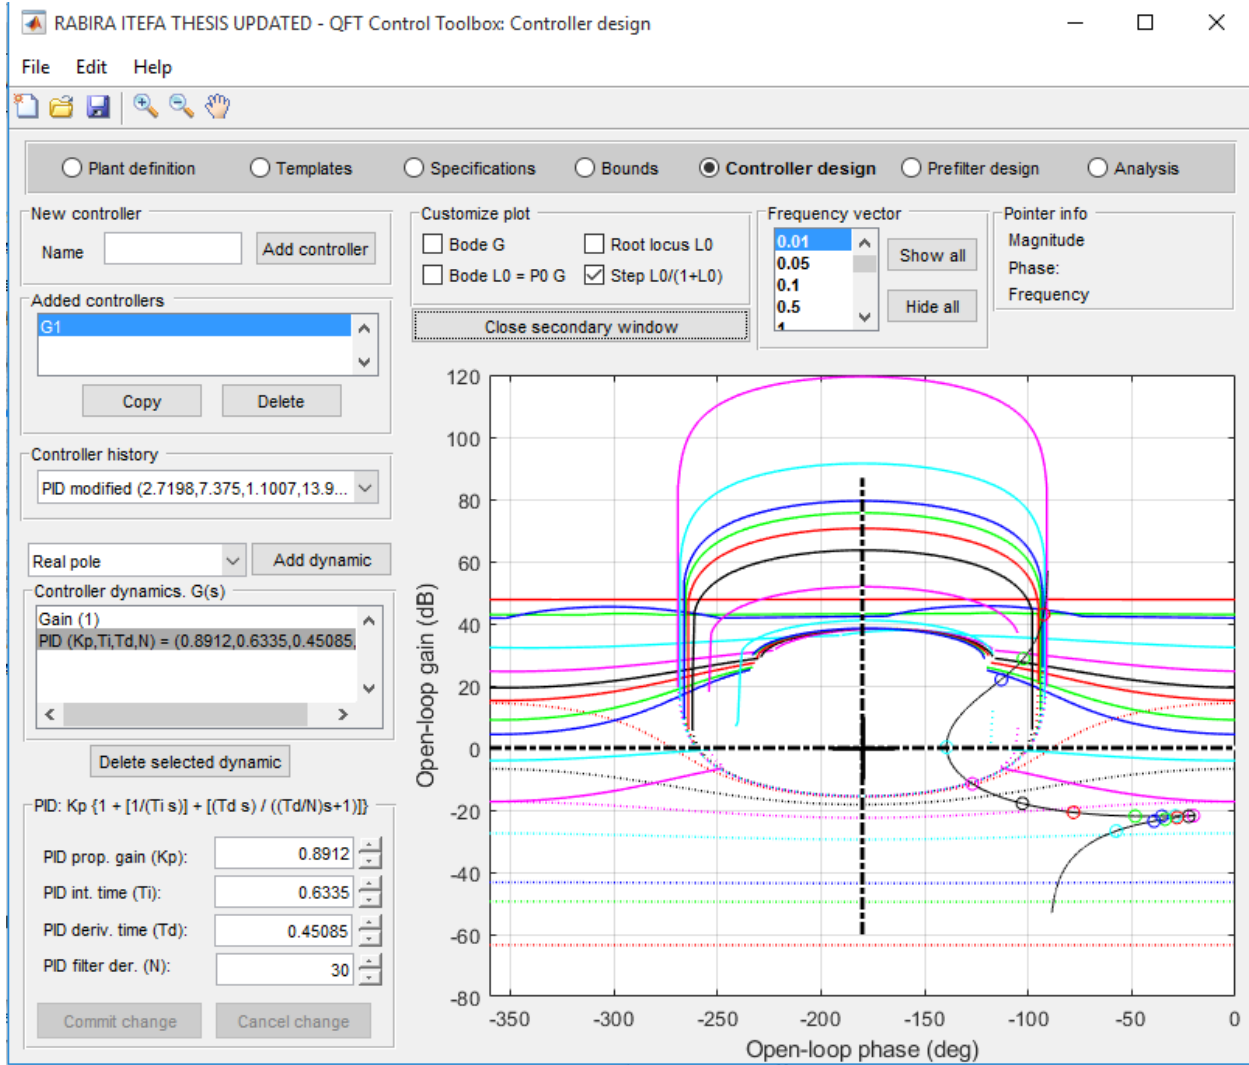 RABIRA ITEFA THESIS UPDATED - QFT Control Toolbox: Controller design
File Edit Help
Plant definition Templates Specifications Bounds Controller design Prefilter design Analysis
New controller
Name Add controller
Customize plot
Bode G Root locus L0
Bode L0 = P0 G Step L0/(1+L0)
Close secondary window
Frequency vector
0.01
0.05
0.1
0.5
1
Show all
Hide all
Pointer info
Magnitude
Phase:
Frequency
Added controllers
G1
Copy Delete
Controller history
PID modified (2.7198,7.375,1.1007,13.9...
Real pole Add dynamic
Controller dynamics. G(s)
Gain (1)
PID (Kp,Ti,Td,N) = (0.8912,0.6335,0.45085,
Delete selected dynamic
PID: Kp {1 + [1/(Ti s)] + [(Td s) / ((Td/N)s+1)]}
PID prop. gain (Kp): 0.8912
PID int. time (Ti): 0.6335
PID deriv. time (Td): 0.45085
PID filter der. (N): 30
Commit change Cancel change
Open-loop gain (dB)
120
100
80
60
40
20
0
-20
-40
-60
-80
-350 -300 -250 -200 -150 -100 -50 0
Open-loop phase (deg)